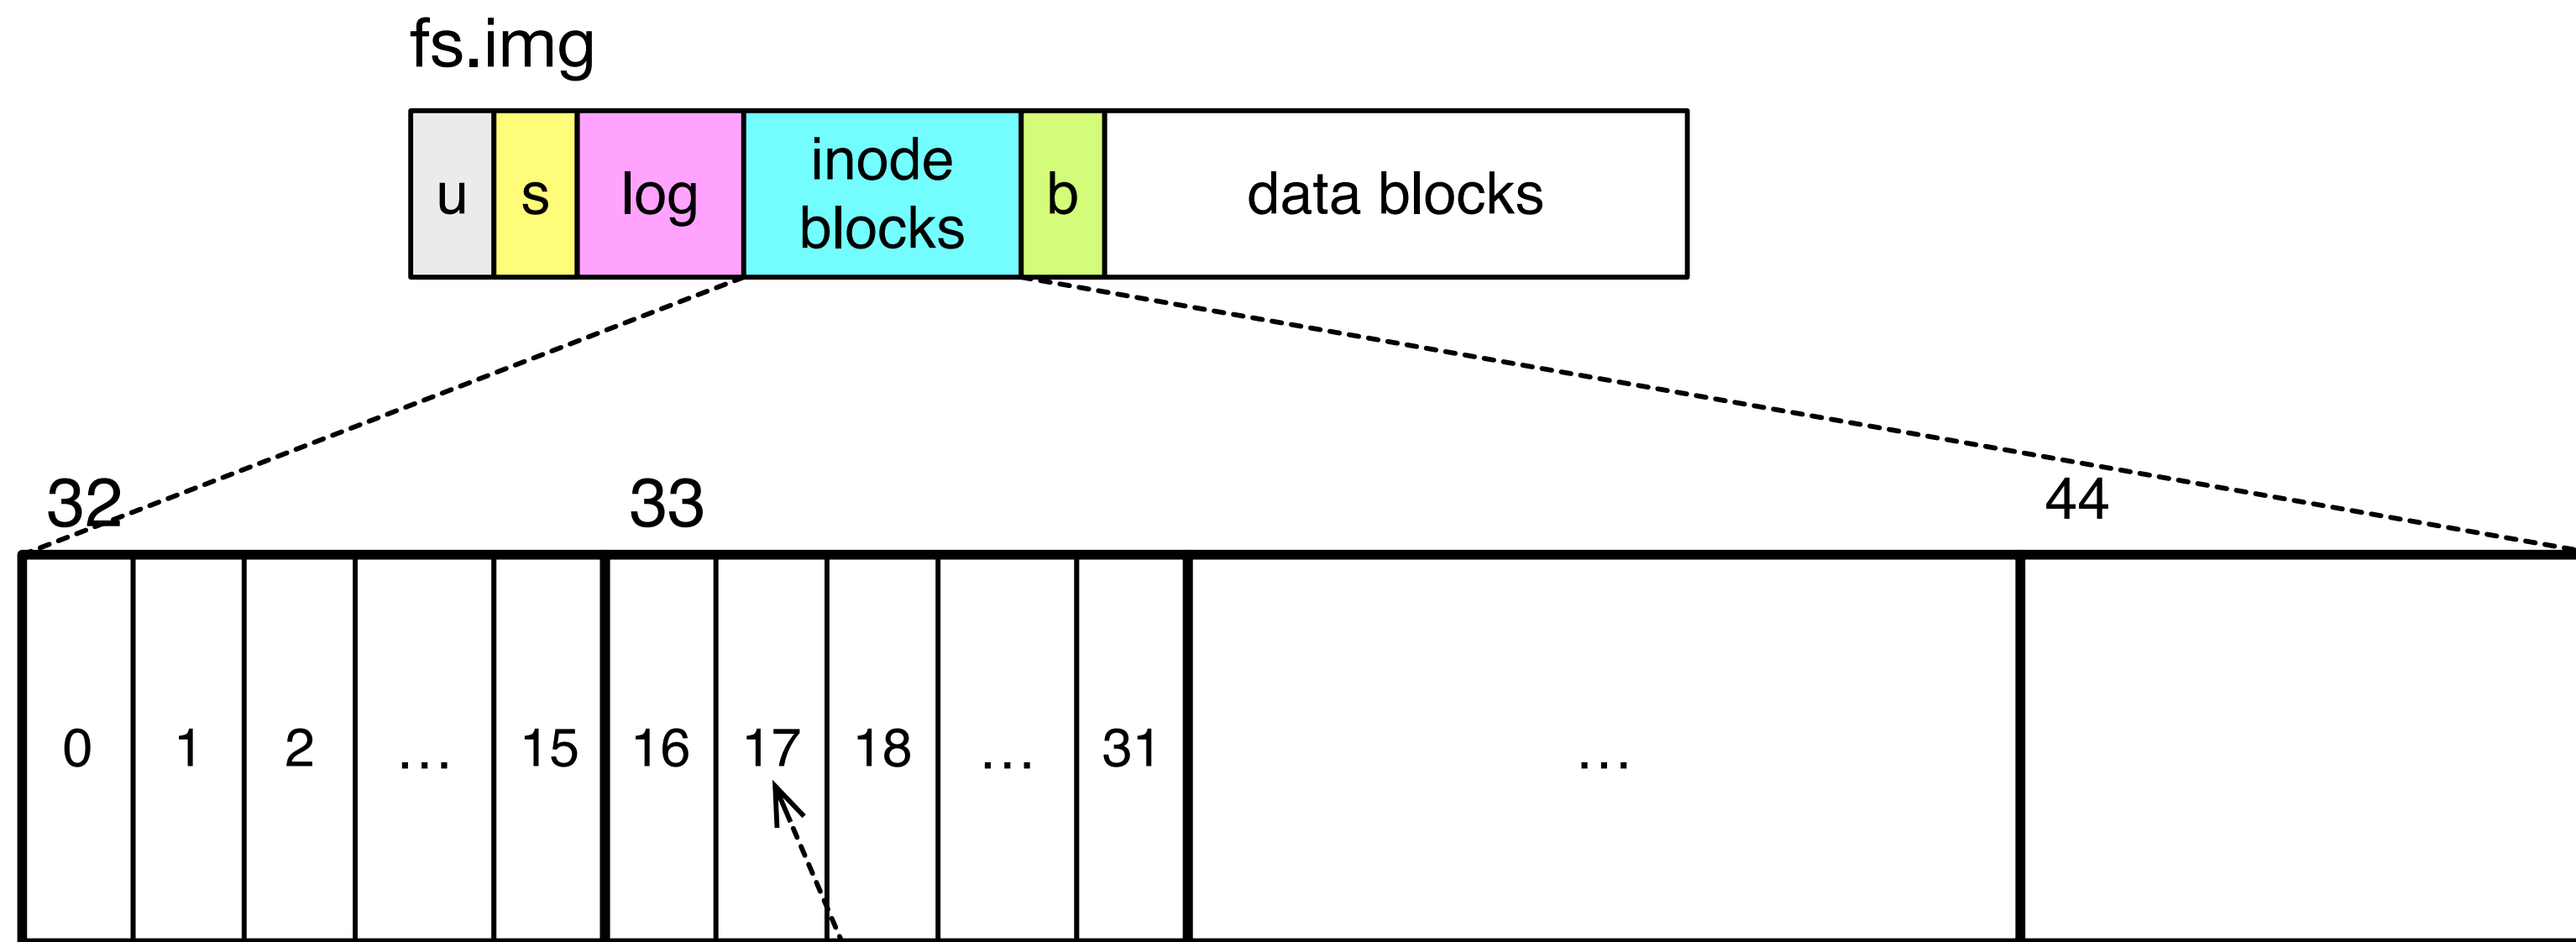 fs.img
u s log inode blocks b data blocks
32 33 44
0 1 2 … 15 16 17 18 … 31 …